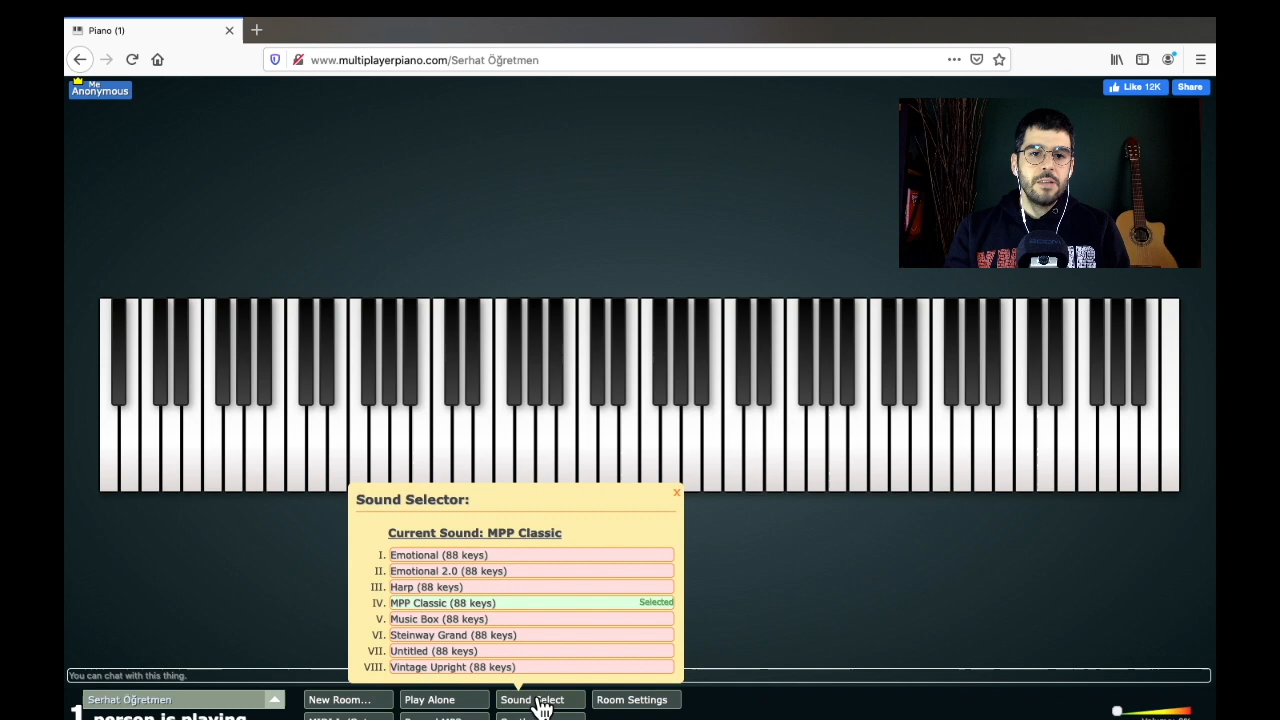 Piano (1)
www.multiplayerpiano.com/Serhat Öğretmen
Me
Anonymous
Like 12K
Share
Sound Selector:
x
Current Sound: MPP Classic
I. Emotional (88 keys)
II. Emotional 2.0 (88 keys)
III. Harp (88 keys)
IV. MPP Classic (88 keys) Selected
V. Music Box (88 keys)
VI. Steinway Grand (88 keys)
VII. Untitled (88 keys)
VIII. Vintage Upright (88 keys)
You can chat with this thing.
Serhat Öğretmen
New Room...
Play Alone
Sound Select
Room Settings
1 person is playing